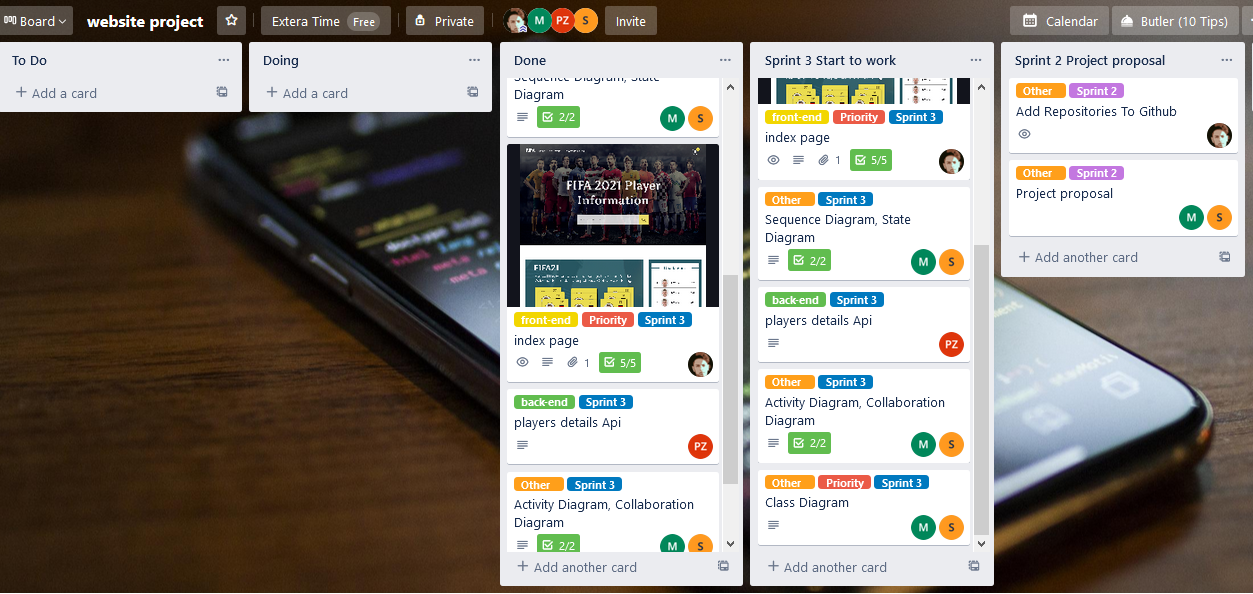 Board
website project
Extera Time Free
Private
M PZ S
Invite
Calendar
Butler (10 Tips)
To Do
Add a card
Doing
Add a card
Done
Sequence Diagram, State
Diagram
2/2
M S
FIFA 2021 Player
Information
FIFA21
front-end Priority Sprint 3
index page
1 5/5
back-end Sprint 3
players details Api
PZ
Other Sprint 3
Activity Diagram, Collaboration
Diagram
2/2
M S
Add another card
Sprint 3 Start to work
front-end Priority Sprint 3
index page
1 5/5
Other Sprint 3
Sequence Diagram, State
Diagram
2/2
M S
back-end Sprint 3
players details Api
PZ
Other Sprint 3
Activity Diagram, Collaboration
Diagram
2/2
M S
Other Priority Sprint 3
Class Diagram
M S
Add another card
Sprint 2 Project proposal
Other Sprint 2
Add Repositories To Github
Other Sprint 2
Project proposal
M S
Add another card